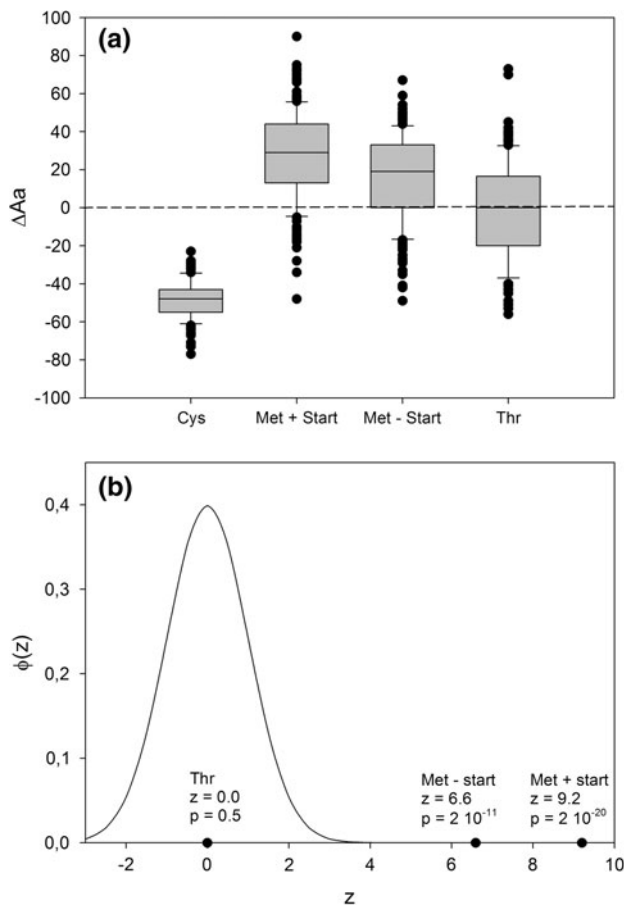 (a)
100
80
60
40
20
0
-20
-40
-60
-80
-100
ΔAa
Cys Met + Start Met - Start Thr
(b)
0,4
0,3
0,2
0,1
0,0
ϕ(z)
Thr
z = 0.0
p = 0.5
Met - start
z = 6.6
p = 2 10⁻¹¹
Met + start
z = 9.2
p = 2 10⁻²⁰
-2 0 2 4 6 8 10
z